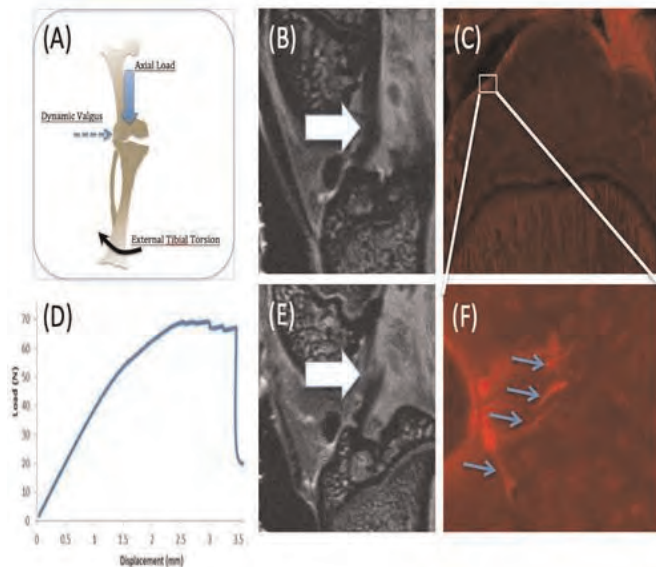 (A)
Axial Load
Dynamic Valgus
External Tibial Torsion
(B)
(C)
(D)
70
60
50
40
30
20
10
0
Load (N)
0 0.5 1 1.5 2 2.5 3 3.5
Displacement (mm)
(E)
(F)